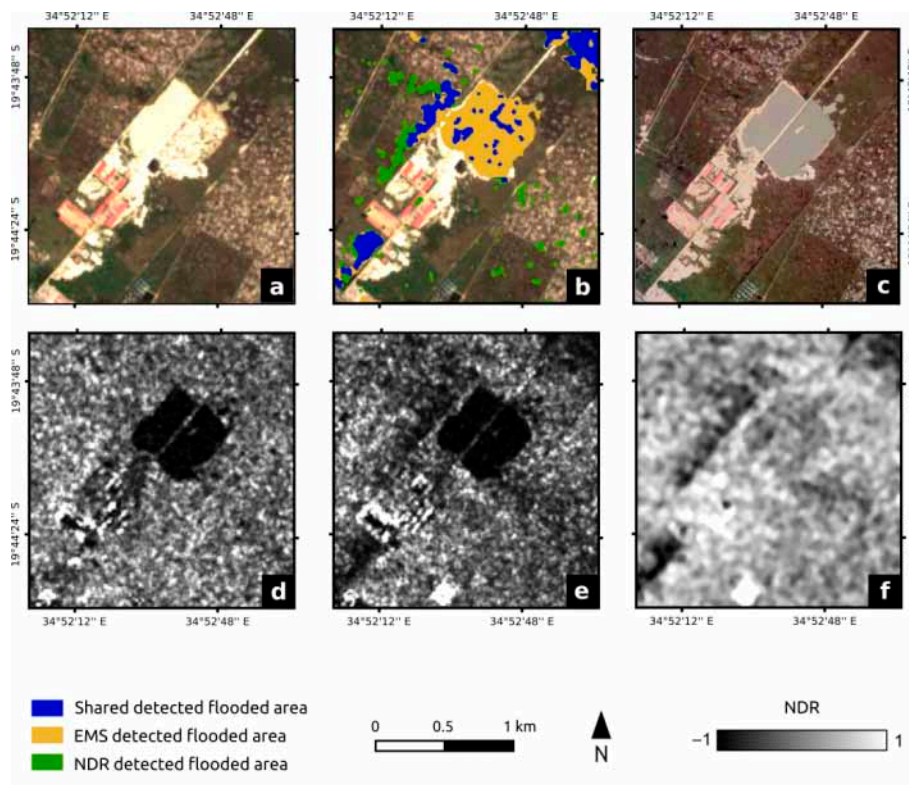 34°52'12'' E 34°52'48'' E 34°52'12'' E 34°52'48'' E 34°52'12'' E 34°52'48'' E
19°43'48'' S
19°44'24'' S
a
b
c
19°43'48'' S
19°44'24'' S
d
e
f
34°52'12'' E 34°52'48'' E 34°52'12'' E 34°52'48'' E 34°52'12'' E 34°52'48'' E
Shared detected flooded area
EMS detected flooded area
NDR detected flooded area
0 0.5 1 km
N
NDR
−1 1